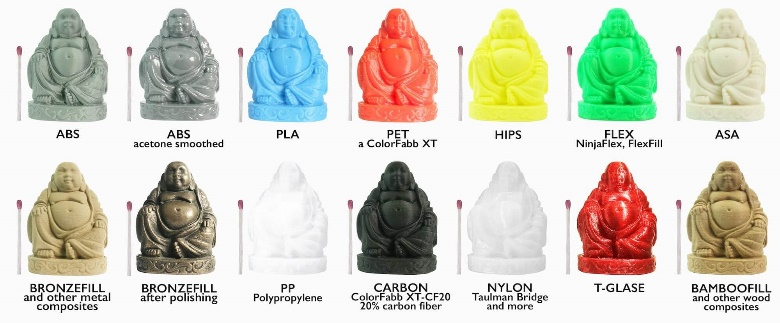 ABS
ABS
acetone smoothed
PLA
PET
a ColorFabb XT
HIPS
FLEX
NinjaFlex, FlexFill
ASA
BRONZEFILL
and other metal
composites
BRONZEFILL
after polishing
PP
Polypropylene
CARBON
ColorFabb XT-CF20
20% carbon fiber
NYLON
Taulman Bridge
and more
T-GLASE
BAMBOOFILL
and other wood
composites